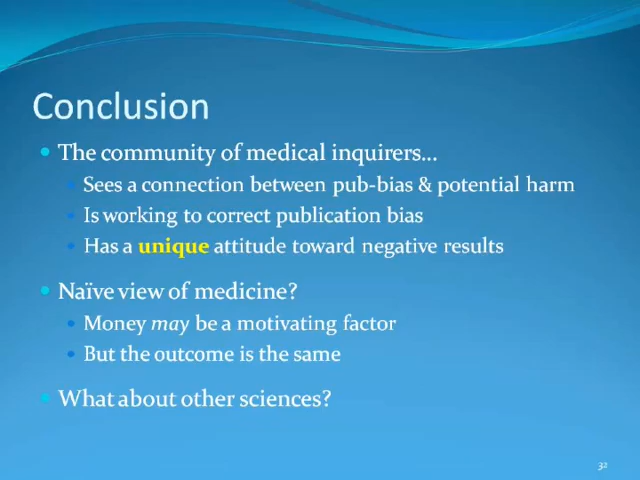 Conclusion
The community of medical inquirers...
Sees a connection between pub-bias & potential harm
Is working to correct publication bias
Has a unique attitude toward negative results
Naïve view of medicine?
Money may be a motivating factor
But the outcome is the same
What about other sciences?
32